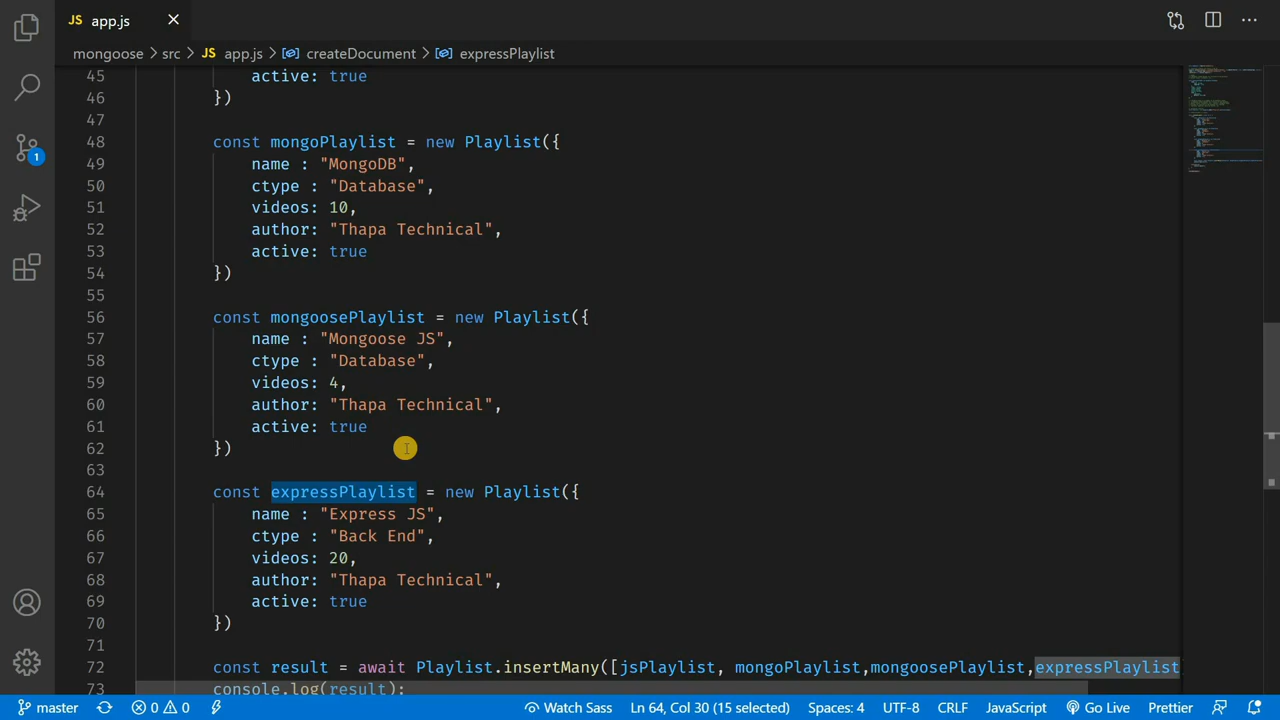 JS app.js
mongoose > src > JS app.js > createDocument > expressPlaylist
45 active: true
46 })
47
48 const mongoPlaylist = new Playlist({
49 name : "MongoDB",
50 ctype : "Database",
51 videos: 10,
52 author: "Thapa Technical",
53 active: true
54 })
55
56 const mongoosePlaylist = new Playlist({
57 name : "Mongoose JS",
58 ctype : "Database",
59 videos: 4,
60 author: "Thapa Technical",
61 active: true
62 })
63
64 const expressPlaylist = new Playlist({
65 name : "Express JS",
66 ctype : "Back End",
67 videos: 20,
68 author: "Thapa Technical",
69 active: true
70 })
71
72 const result = await Playlist.insertMany([jsPlaylist, mongoPlaylist,mongoosePlaylist,expressPlaylist
73 console.log(result);
1
master 0 0 Watch Sass Ln 64, Col 30 (15 selected) Spaces: 4 UTF-8 CRLF JavaScript Go Live Prettier